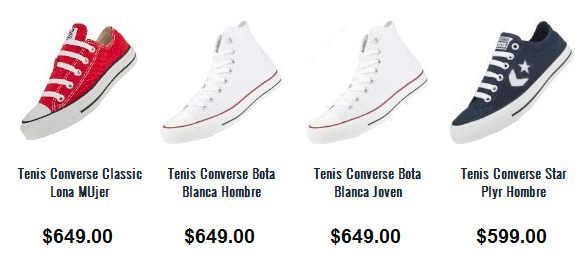 Tenis Converse Classic
Lona MUjer
$649.00
Tenis Converse Bota
Blanca Hombre
$649.00
Tenis Converse Bota
Blanca Joven
$649.00
Tenis Converse Star
Plyr Hombre
$599.00